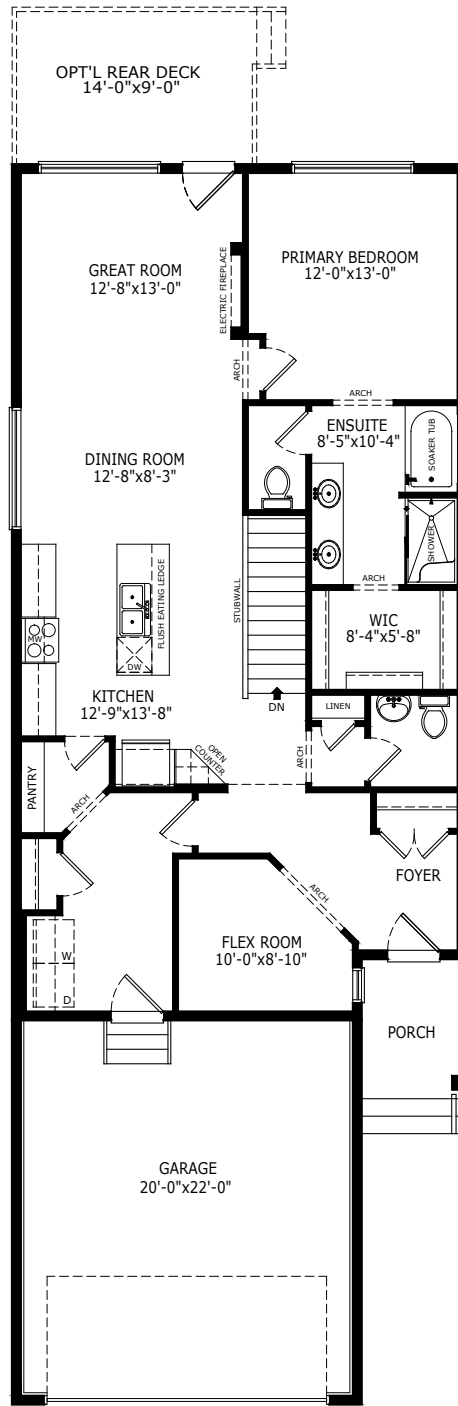 OPT'L REAR DECK
14'-0"x9'-0"
GREAT ROOM
12'-8"x13'-0"
ELECTRIC FIREPLACE
PRIMARY BEDROOM
12'-0"x13'-0"
ARCH
ARCH
ENSUITE
8'-5"x10'-4"
SOAKER TUB
DINING ROOM
12'-8"x8'-3"
SHOWER
FLUSH EATING LEDGE
STUBWALL
ARCH
MW
DW
WIC
8'-4"x5'-8"
KITCHEN
12'-9"x13'-8"
DN
LINEN
OPEN
COUNTER
ARCH
PANTRY
ARCH
FOYER
ARCH
FLEX ROOM
10'-0"x8'-10"
W
D
PORCH
GARAGE
20'-0"x22'-0"